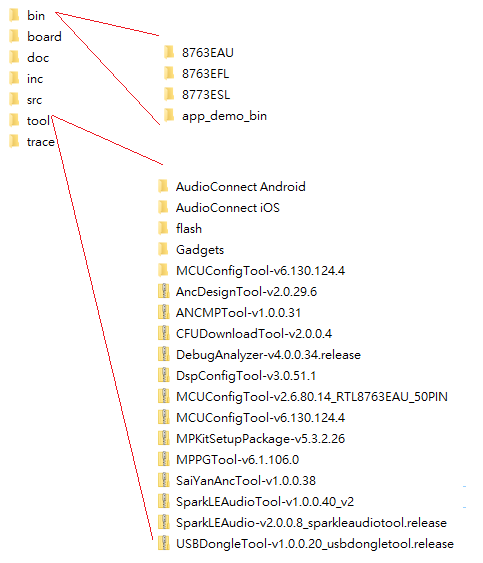 bin
board
doc
inc
src
tool
trace
8763EAU
8763EFL
8773ESL
app_demo_bin
AudioConnect Android
AudioConnect iOS
flash
Gadgets
MCUConfigTool-v6.130.124.4
AncDesignTool-v2.0.29.6
ANCMPTool-v1.0.0.31
CFUDownloadTool-v2.0.0.4
DebugAnalyzer-v4.0.0.34.release
DspConfigTool-v3.0.51.1
MCUConfigTool-v2.6.80.14_RTL8763EAU_50PIN
MCUConfigTool-v6.130.124.4
MPKitSetupPackage-v5.3.2.26
MPPGTool-v6.1.106.0
SaiYanAncTool-v1.0.0.38
SparkLEAudioTool-v1.0.0.40_v2
SparkLEAudio-v2.0.0.8_sparkleaudiotool.release
USBDongleTool-v1.0.0.20_usbdongletool.release